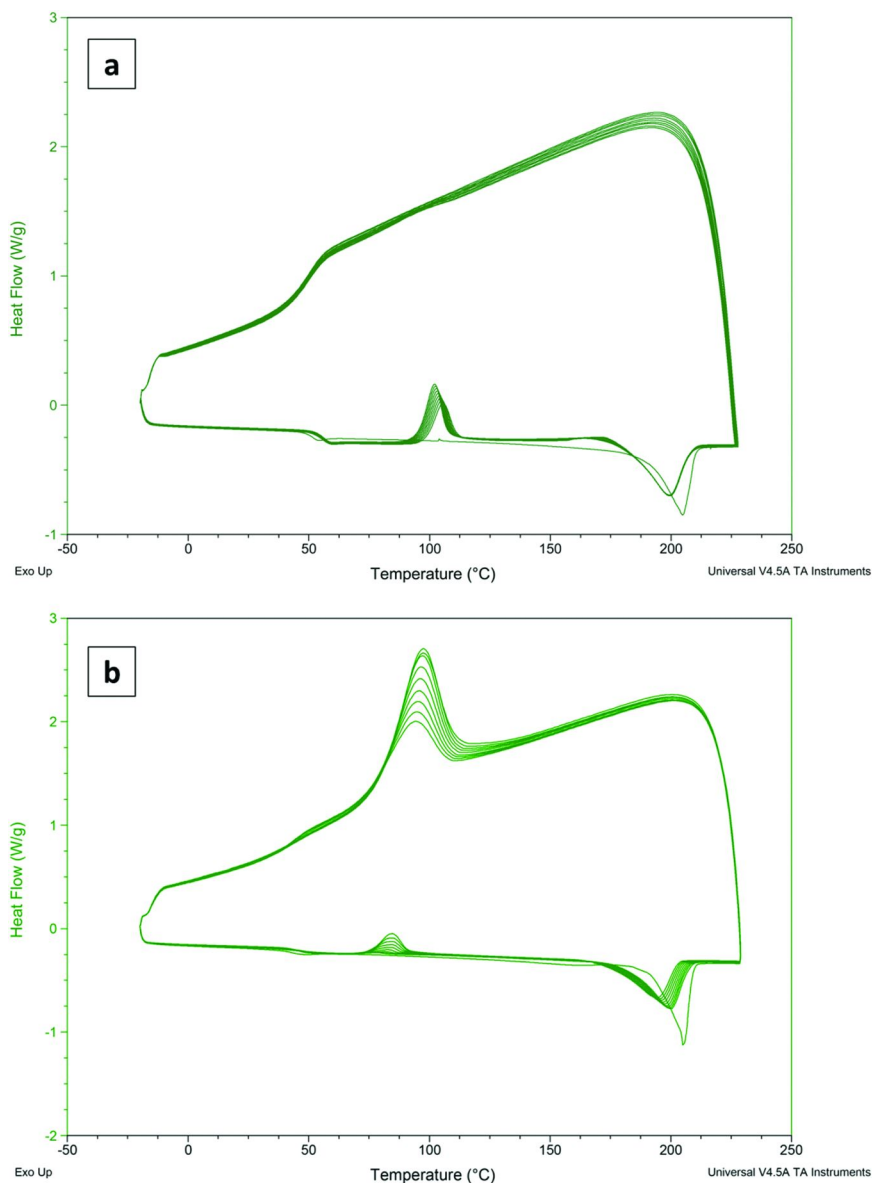 a
3
2
1
0
-1
Heat Flow (W/g)
-50 0 50 100 150 200 250
Exo Up Temperature (°C) Universal V4.5A TA Instruments
b
3
2
1
0
-1
-2
Heat Flow (W/g)
-50 0 50 100 150 200 250
Exo Up Temperature (°C) Universal V4.5A TA Instruments